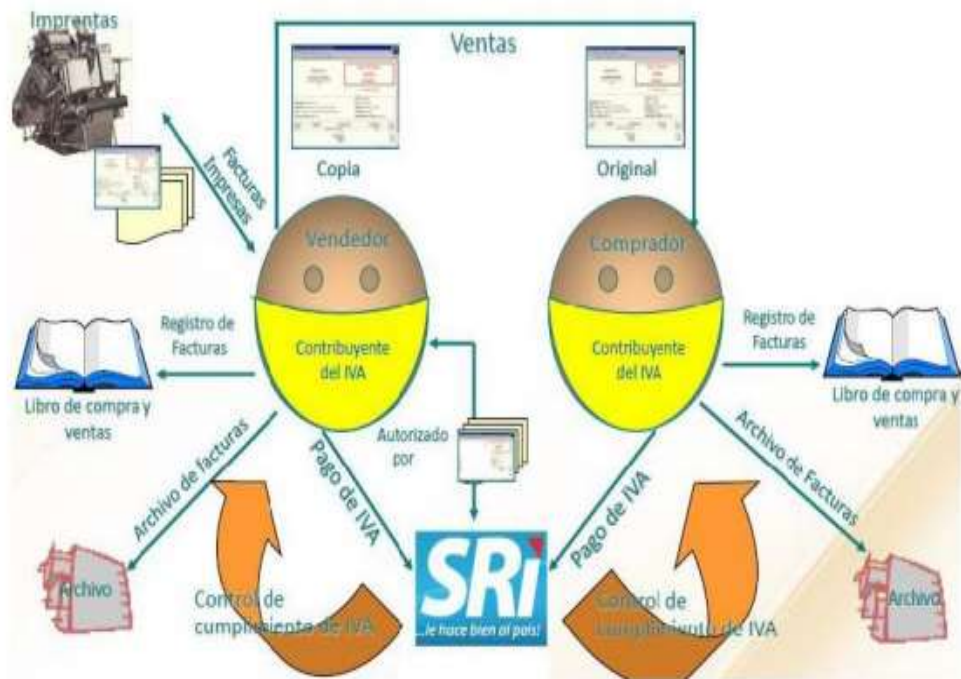 Imprentas
Ventas
Copia
Original
Facturas
Impresas
Vendedor
Comprador
Registro de
Facturas
Contribuyente
del IVA
Contribuyente
del IVA
Registro de
Facturas
Libro de compra y
ventas
Libro de compra y
ventas
Autorizado
por
Archivo de facturas
Pago de IVA
Pago de IVA
Archivo de Facturas
SRi
...le hace bien al país!
Archivo
Control de
cumplimiento de IVA
Control de
cumplimiento de IVA
Archivo